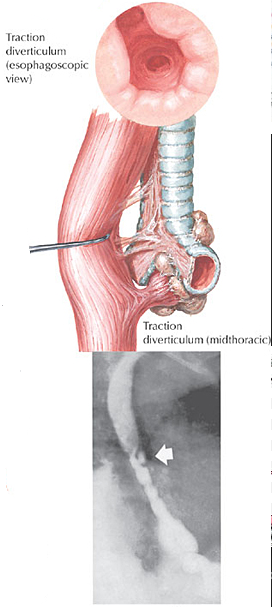 Traction
diverticulum
(esophagoscopic
view)
Traction
diverticulum (midthoracic)